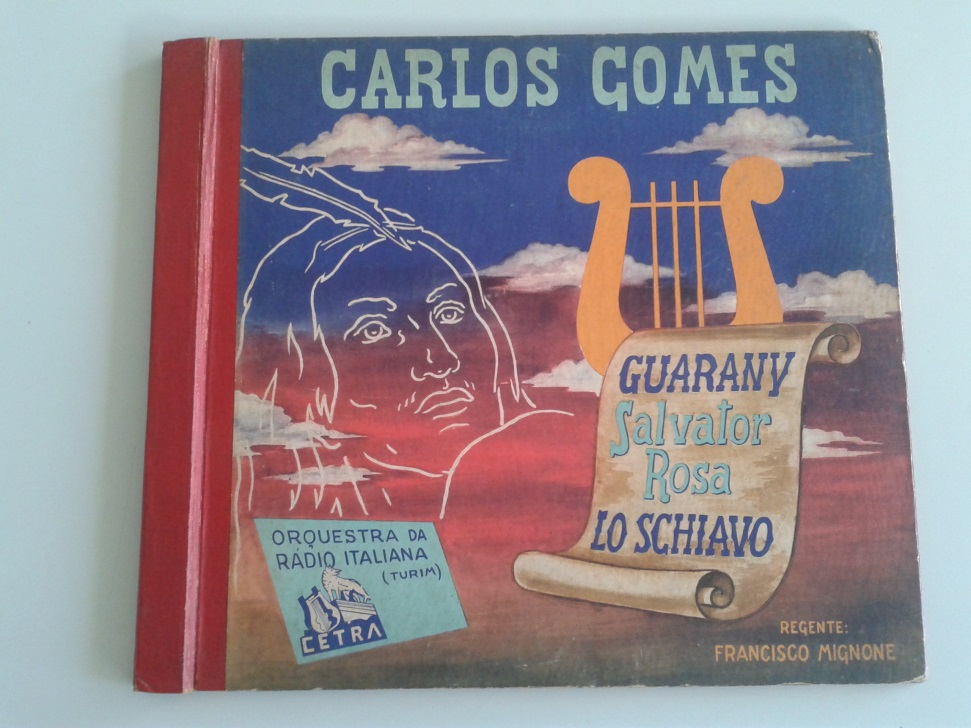 CARLOS GOMES
GUARANY
Salvator
Rosa
LO SCHIAVO
ORQUESTRA DA
RÁDIO ITALIANA
(TURIM)
CETRA
REGENTE:
FRANCISCO MIGNONE